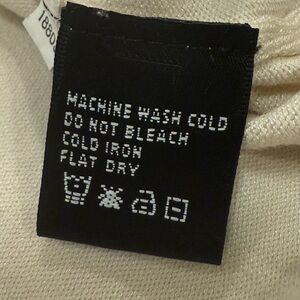 MACHINE WASH COLD
DO NOT BLEACH
COLD IRON
FLAT DRY